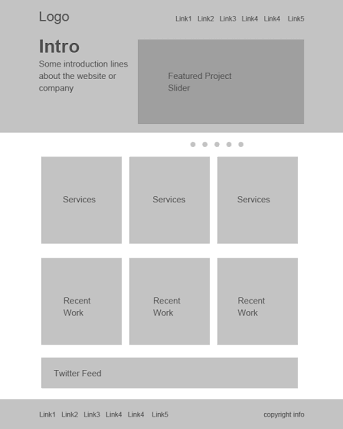 Logo
Link1 Link2 Link3 Link4 Link4 Link5
Intro
Some introduction lines
about the website or
company
Featured Project
Slider
Services Services Services
Recent Recent Recent
Work Work Work
Twitter Feed
Link1 Link2 Link3 Link4 Link4 Link5 copyright info